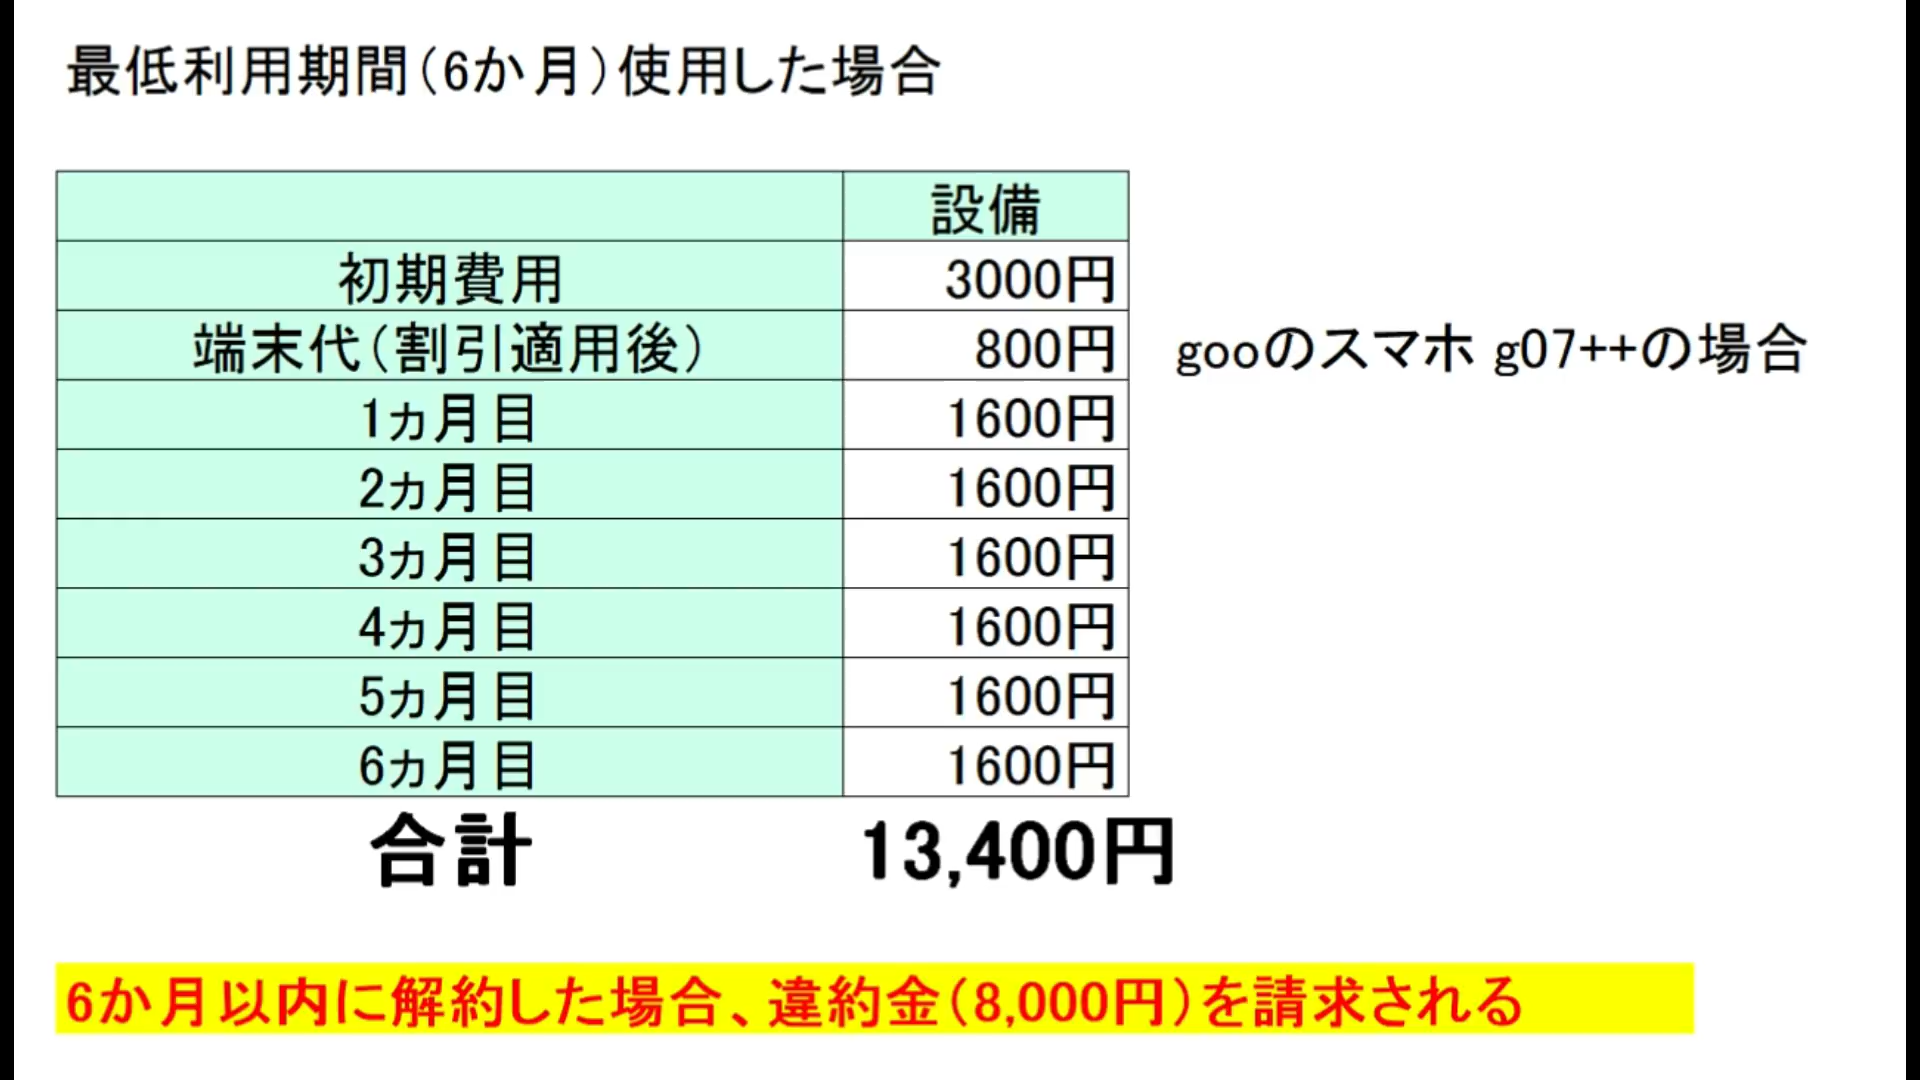 最低利用期間(6か月)使用した場合
設備
初期費用 3000円
端末代(割引適用後) 800円 gooのスマホ g07++の場合
1カ月目 1600円
2カ月目 1600円
3カ月目 1600円
4カ月目 1600円
5カ月目 1600円
6カ月目 1600円
合計 13,400円
6か月以内に解約した場合、違約金(8,000円)を請求される